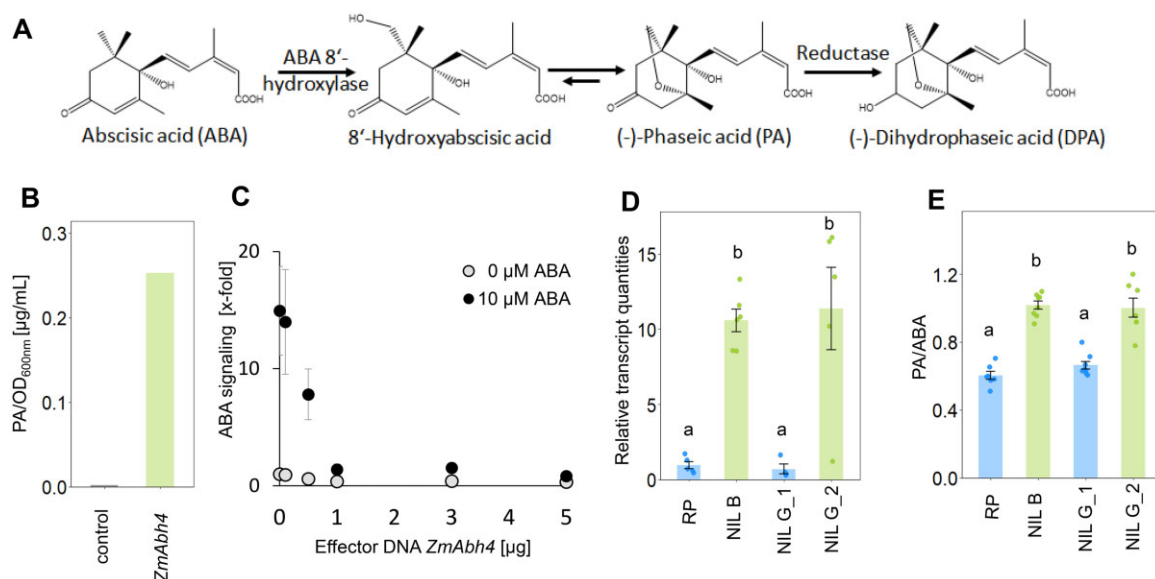 A
HO
OH
O
COOH
Abscisic acid (ABA)
ABA 8‘-
hydroxylase
HO
OH
O
COOH
8‘-Hydroxyabscisic acid
O
OH
O
COOH
(-)-Phaseic acid (PA)
Reductase
OH
O
HO
COOH
(-)-Dihydrophaseic acid (DPA)
B
PA/OD600nm [µg/mL]
0.3
0.2
0.1
0.0
control
ZmAbh4
C
ABA signaling [x-fold]
20
10
0
0 µM ABA
10 µM ABA
0 1 2 3 4 5
Effector DNA ZmAbh4 [µg]
D
Relative transcript quantities
15
10
5
0
a
b
a
b
RP
NIL B
NIL G_1
NIL G_2
E
PA/ABA
1.2
0.8
0.4
0.0
a
b
a
b
RP
NIL B
NIL G_1
NIL G_2